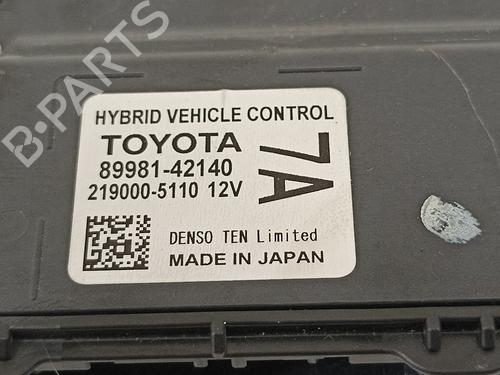 HYBRID VEHICLE CONTROL
TOYOTA
89981-42140
219000-5110 12V
7A
DENSO TEN Limited
MADE IN JAPAN
B-PARTS